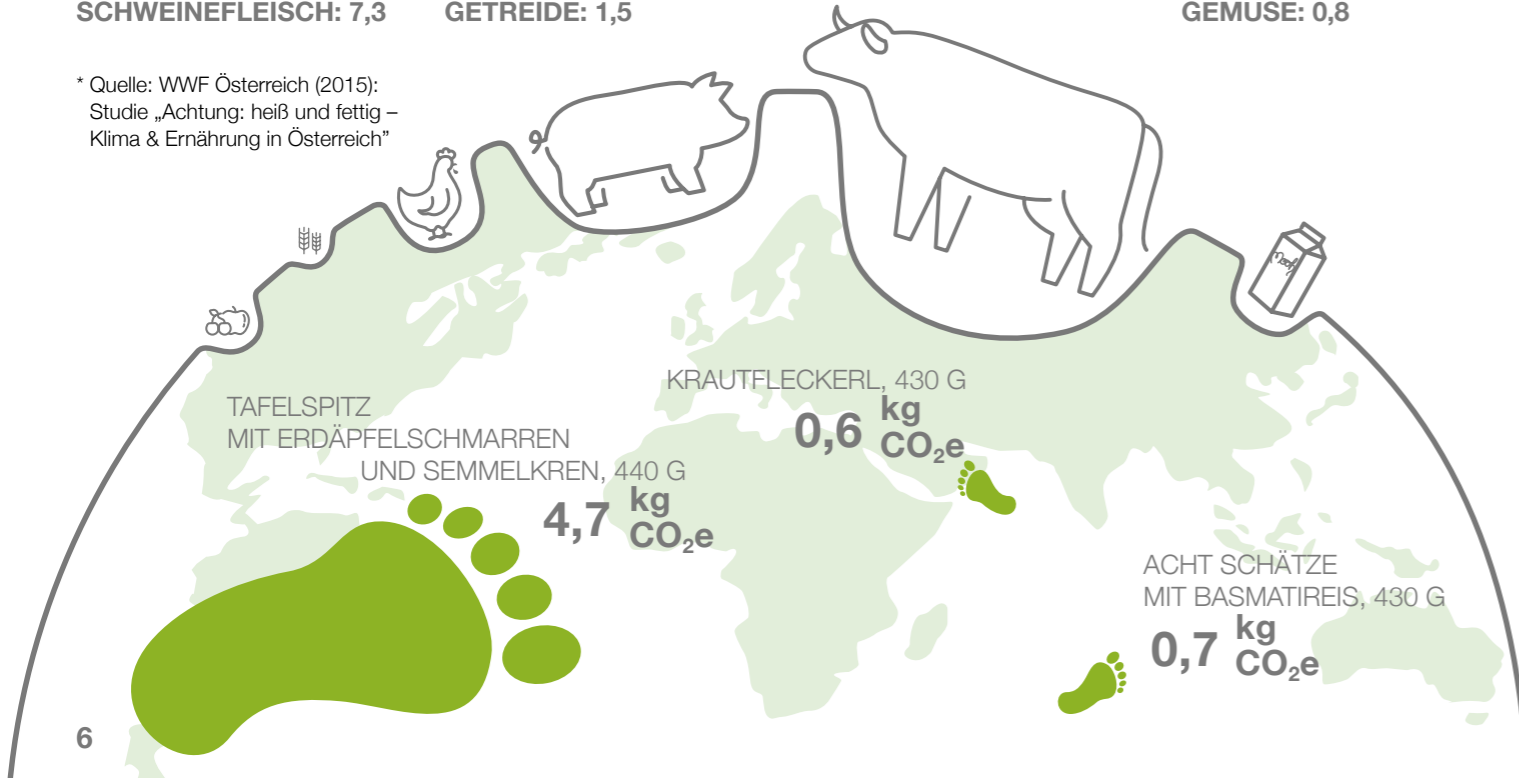 SCHWEINEFLEISCH: 7,3 GETREIDE: 1,5 GEMÜSE: 0,8
* Quelle: WWF Österreich (2015):
Studie „Achtung: heiß und fettig –
Klima & Ernährung in Österreich”
KRAUTFLECKERL, 430 G
0,6 kg
CO₂e
TAFELSPITZ
MIT ERDÄPFELSCHMARREN
UND SEMMELKREN, 440 G
4,7 kg
CO₂e
ACHT SCHÄTZE
MIT BASMATIREIS, 430 G
0,7 kg
CO₂e
6